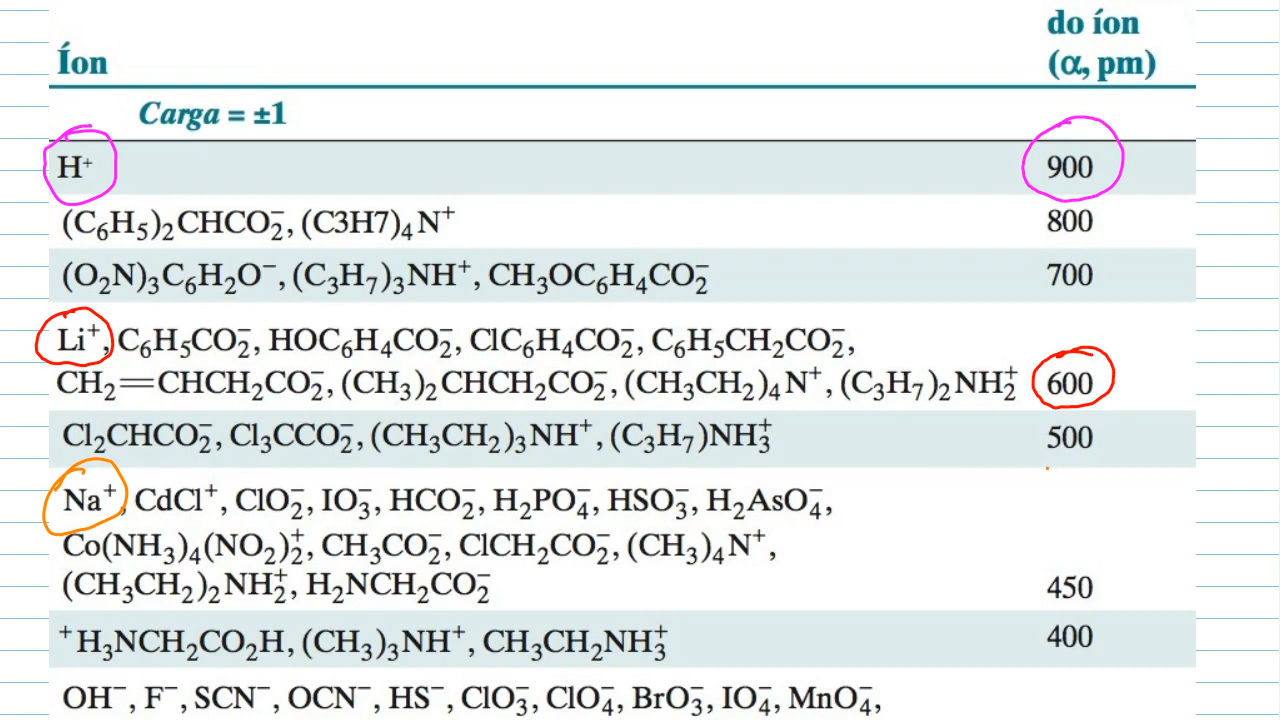 do íon
Íon (α, pm)
Carga = ±1
H⁺ 900
(C₆H₅)₂CHCO₂⁻, (C3H7)₄N⁺ 800
(O₂N)₃C₆H₂O⁻, (C₃H₇)₃NH⁺, CH₃OC₆H₄CO₂⁻ 700
Li⁺, C₆H₅CO₂⁻, HOC₆H₄CO₂⁻, ClC₆H₄CO₂⁻, C₆H₅CH₂CO₂⁻,
CH₂=CHCH₂CO₂⁻, (CH₃)₂CHCH₂CO₂⁻, (CH₃CH₂)₄N⁺, (C₃H₇)₂NH₂⁺ 600
Cl₂CHCO₂⁻, Cl₃CCO₂⁻, (CH₃CH₂)₃NH⁺, (C₃H₇)NH₃⁺ 500
Na⁺, CdCl⁺, ClO₂⁻, IO₃⁻, HCO₂⁻, H₂PO₄⁻, HSO₃⁻, H₂AsO₄⁻,
Co(NH₃)₄(NO₂)₂⁺, CH₃CO₂⁻, ClCH₂CO₂⁻, (CH₃)₄N⁺,
(CH₃CH₂)₂NH₂⁺, H₂NCH₂CO₂⁻ 450
⁺H₃NCH₂CO₂H, (CH₃)₃NH⁺, CH₃CH₂NH₃⁺ 400
OH⁻, F⁻, SCN⁻, OCN⁻, HS⁻, ClO₃⁻, ClO₄⁻, BrO₃⁻, IO₄⁻, MnO₄⁻,